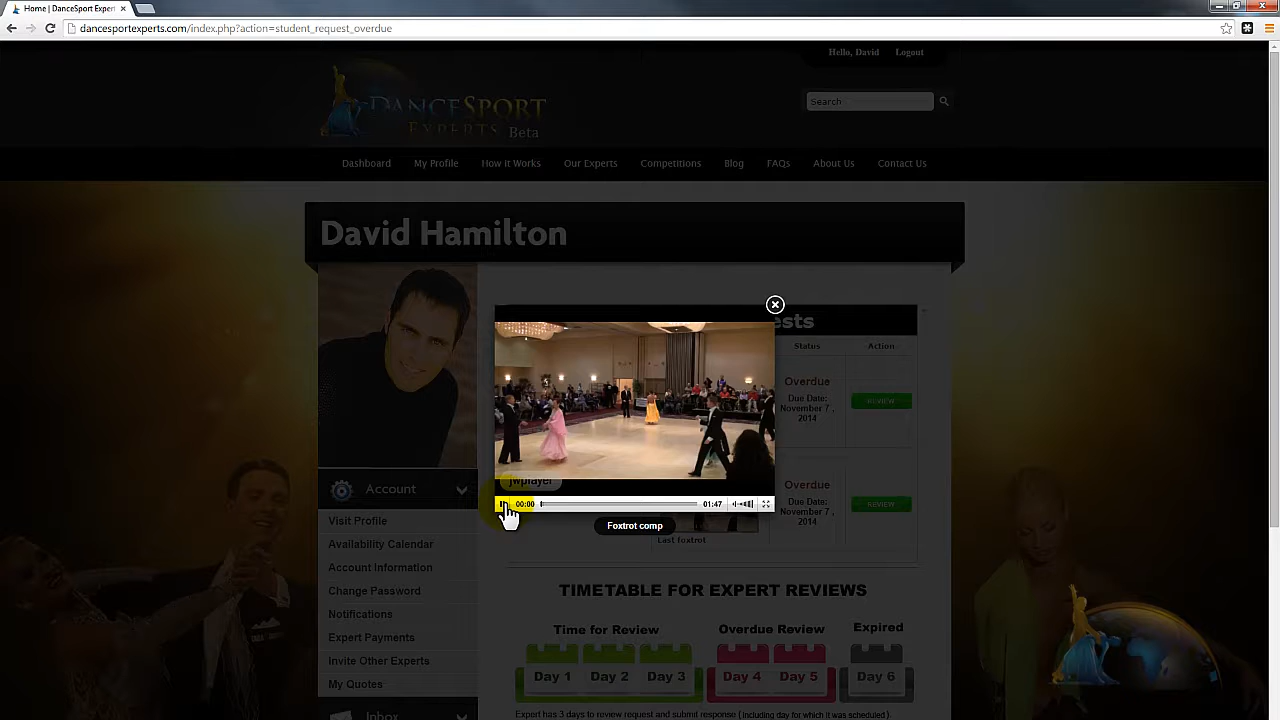 Home | DanceSport Exper
dancesportexperts.com/index.php?action=student_request_overdue
Hello, David Logout
DANCESPORT
EXPERTS Beta
Search
Dashboard My Profile How It Works Our Experts Competitions Blog FAQs About Us Contact Us
David Hamilton
ests
Status Action
Overdue
Due Date:
November 7 ,
2014
REVIEW
Overdue
Due Date:
November 7 ,
2014
REVIEW
jwplayer
00:00 01:47
Foxtrot comp
Last foxtrot
Account
Visit Profile
Availability Calendar
Account Information
Change Password
Notifications
Expert Payments
Invite Other Experts
My Quotes
Inbox
TIMETABLE FOR EXPERT REVIEWS
Time for Review Overdue Review Expired
Day 1 Day 2 Day 3 Day 4 Day 5 Day 6
Expert has 3 days to review request and submit response (including day for which it was scheduled).